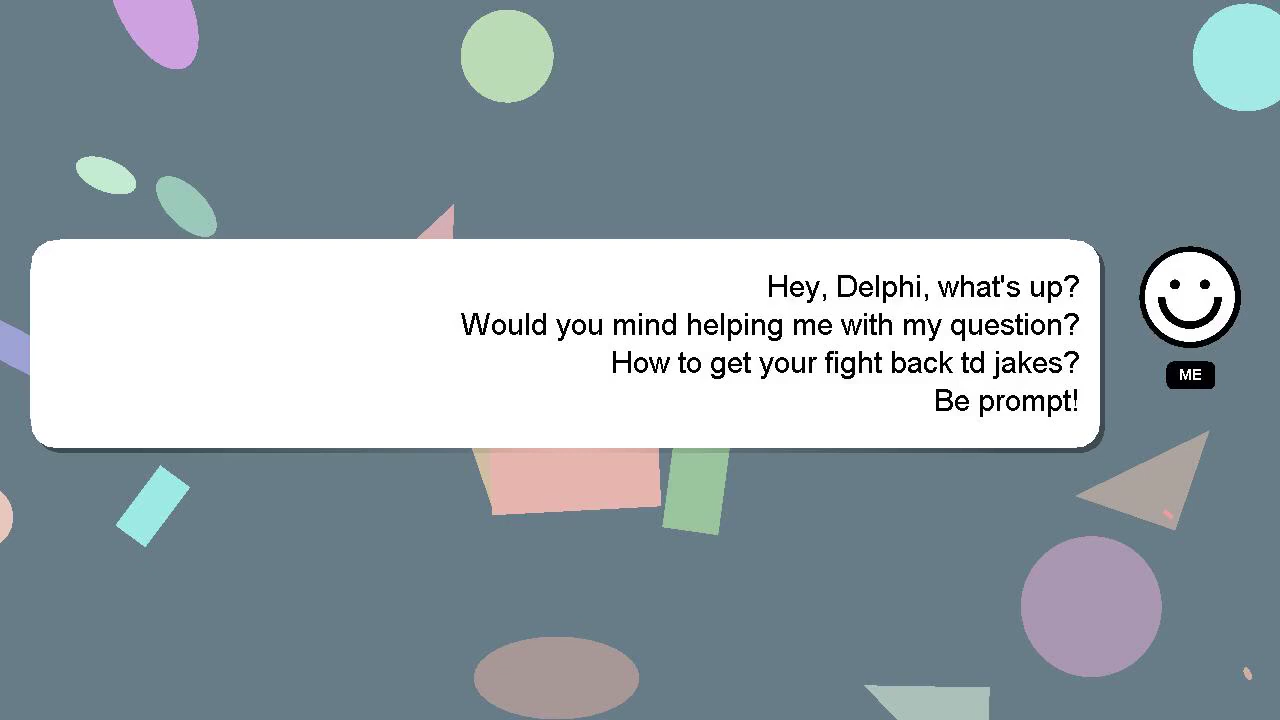 Hey, Delphi, what's up?
Would you mind helping me with my question?
How to get your fight back td jakes?
Be prompt!
ME